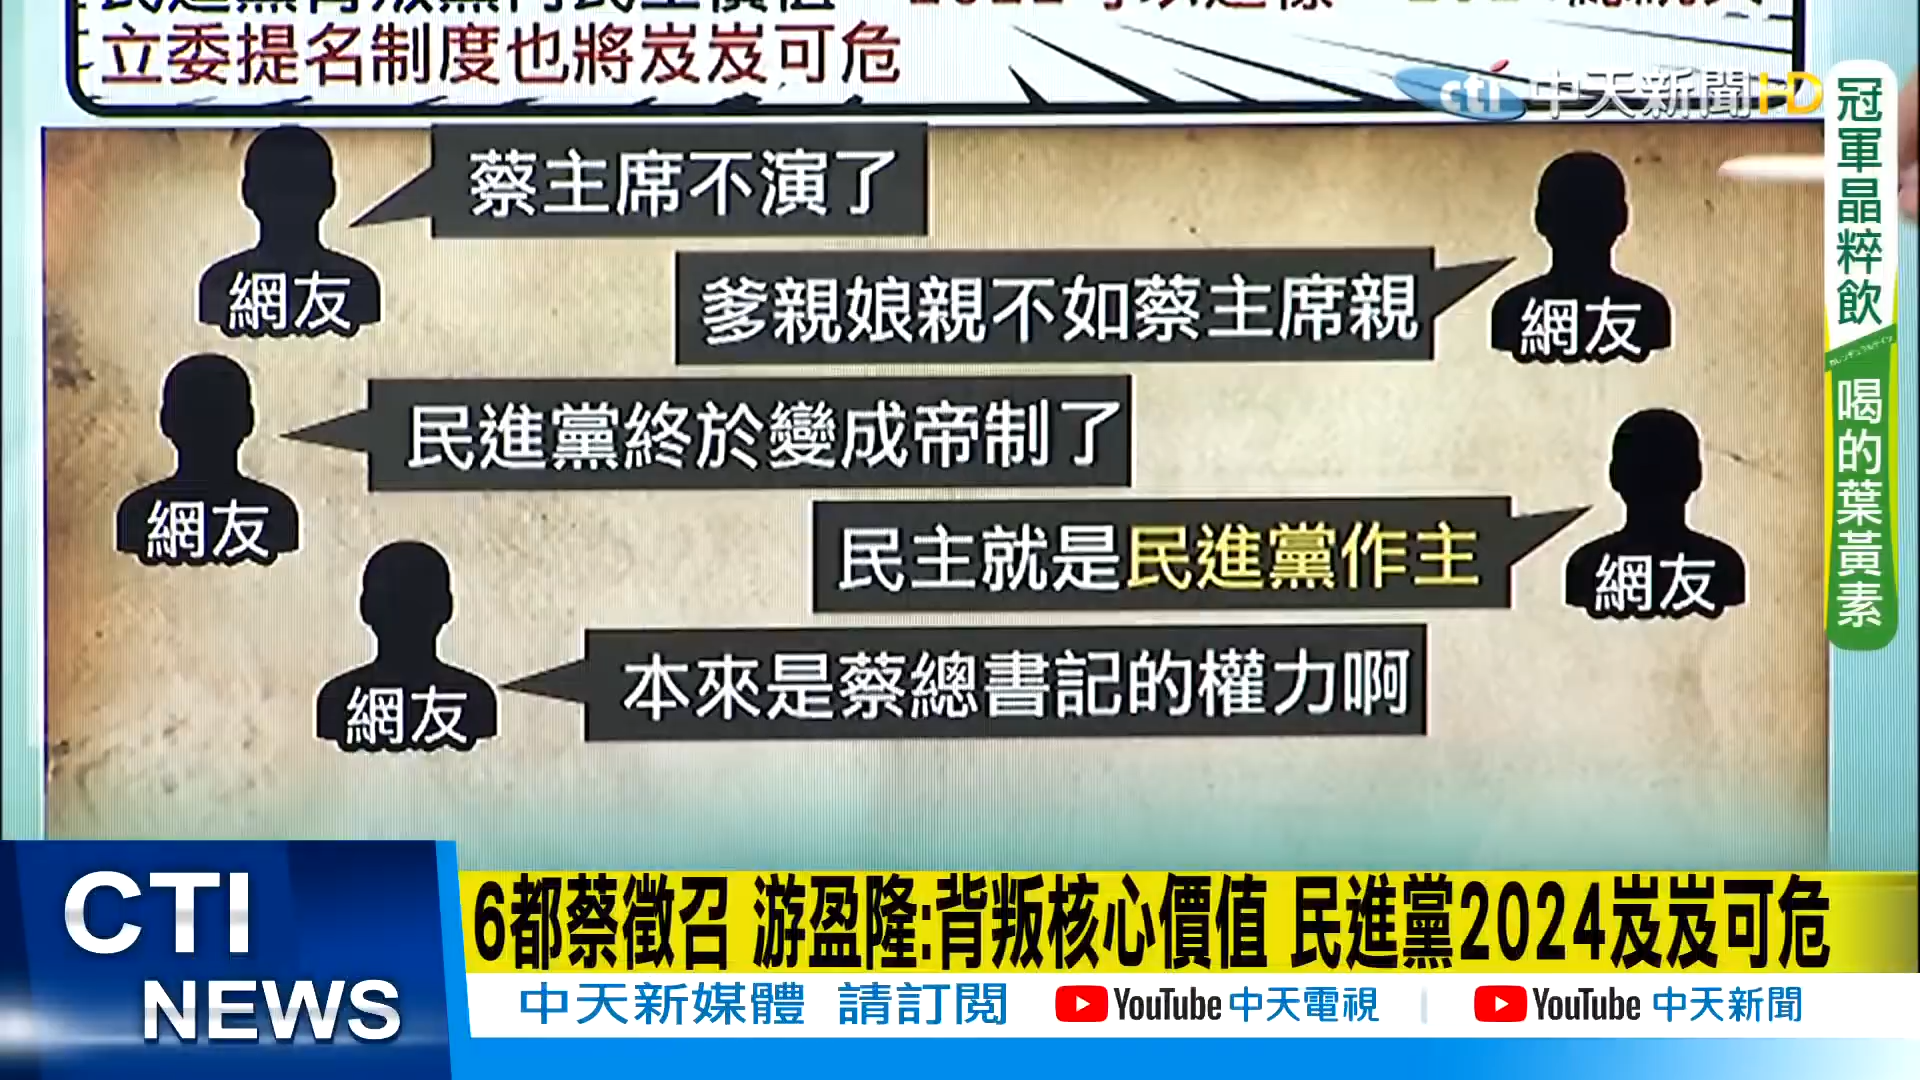 立委提名制度也將岌岌可危
cti 中天新聞HD
蔡主席不演了
網友
爹親娘親不如蔡主席親
網友
民進黨終於變成帝制了
網友
民主就是民進黨作主
網友
本來是蔡總書記的權力啊
網友
冠軍晶粹飲
喝的葉黃素
CTI
NEWS
6都蔡徵召 游盈隆:背叛核心價值 民進黨2024岌岌可危
中天新媒體 請訂閱 YouTube 中天電視 | YouTube 中天新聞